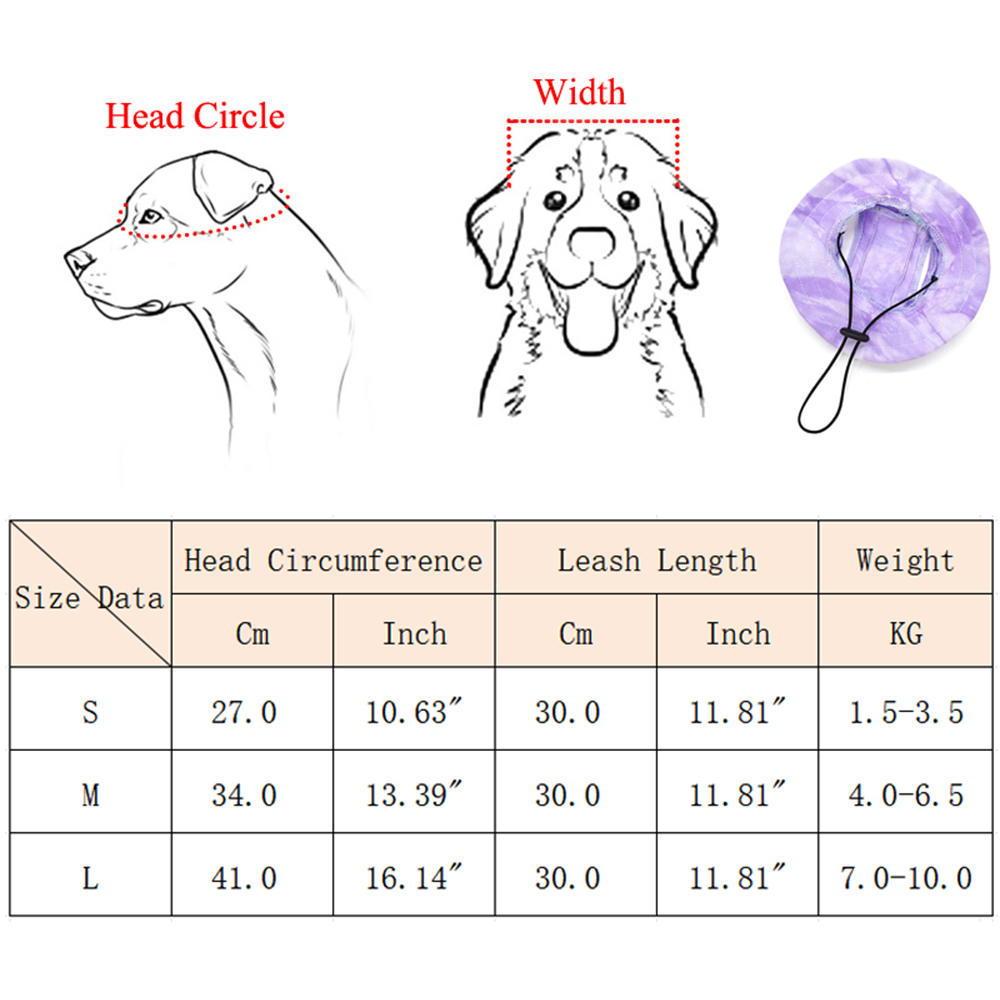 Width
Head Circle
Size Data Head Circumference Leash Length Weight
Cm Inch Cm Inch KG
S 27.0 10.63″ 30.0 11.81″ 1.5-3.5
M 34.0 13.39″ 30.0 11.81″ 4.0-6.5
L 41.0 16.14″ 30.0 11.81″ 7.0-10.0